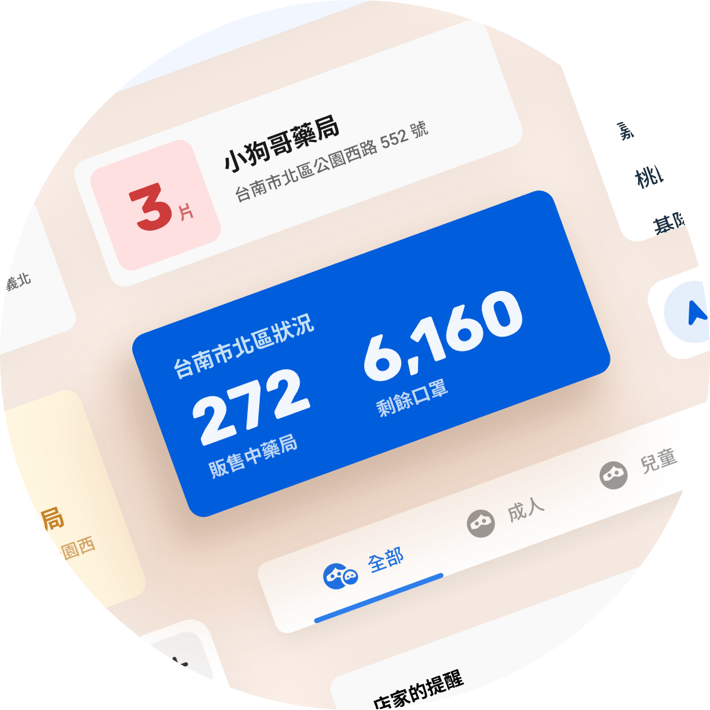 小狗哥藥局
台南市北區公園西路 552 號
3 片
義北
桃
基
台南市北區狀況
272
販售中藥局
6,160
剩餘口罩
局
園西
全部
成人
兒童
店家的提醒